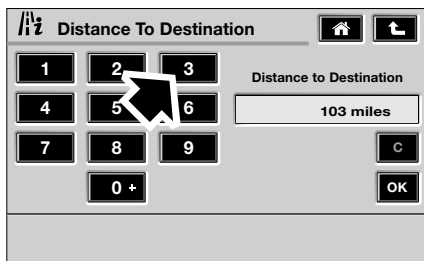 Distance To Destination
1 2 3
Distance to Destination
4 5 6
103 miles
7 8 9
C
0 +
OK